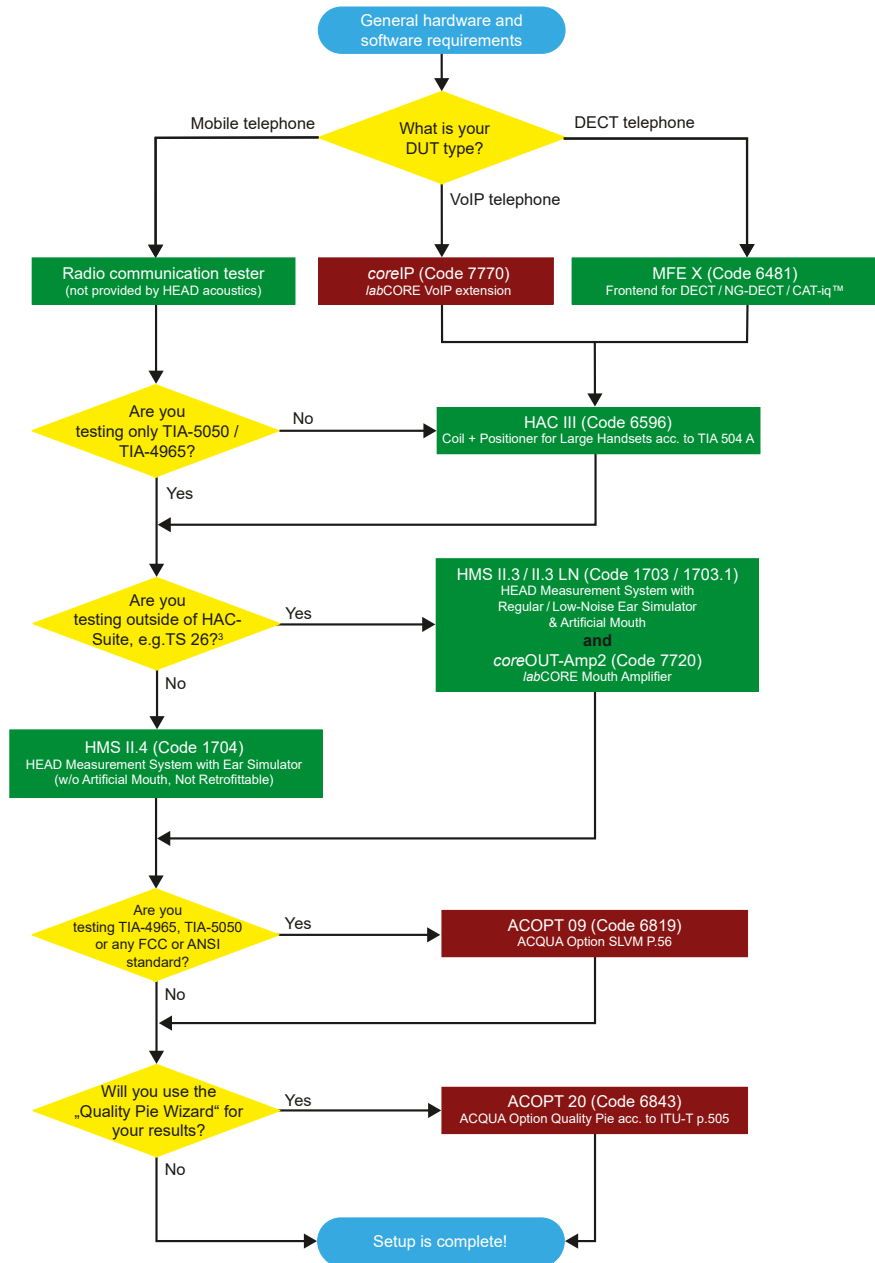 General hardware and
software requirements
What is your
DUT type?
Mobile telephone
DECT telephone
VoIP telephone
Radio communication tester
(not provided by HEAD acoustics)
coreIP (Code 7770)
labCORE VoIP extension
MFE X (Code 6481)
Frontend for DECT / NG-DECT / CAT-iq™
Are you
testing only TIA-5050 /
TIA-4965?
No
Yes
HAC III (Code 6596)
Coil + Positioner for Large Handsets acc. to TIA 504 A
Are you
testing outside of HAC-
Suite, e.g.TS 26?³
Yes
No
HMS II.3 / II.3 LN (Code 1703 / 1703.1)
HEAD Measurement System with
Regular / Low-Noise Ear Simulator
& Artificial Mouth
and
coreOUT-Amp2 (Code 7720)
labCORE Mouth Amplifier
HMS II.4 (Code 1704)
HEAD Measurement System with Ear Simulator
(w/o Artificial Mouth, Not Retrofittable)
Are you
testing TIA-4965, TIA-5050
or any FCC or ANSI
standard?
Yes
No
ACOPT 09 (Code 6819)
ACQUA Option SLVM P.56
Will you use the
„Quality Pie Wizard“ for
your results?
Yes
No
ACOPT 20 (Code 6843)
ACQUA Option Quality Pie acc. to ITU-T p.505
Setup is complete!